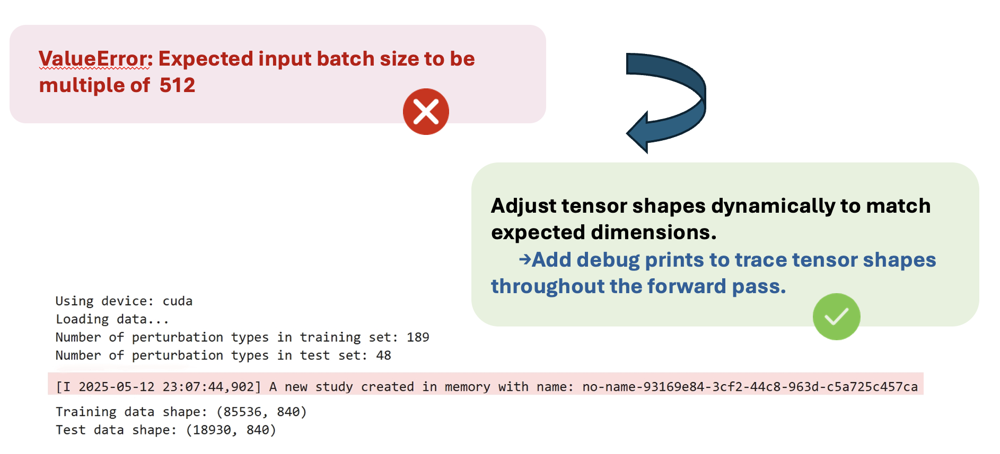 ValueError: Expected input batch size to be
multiple of  512
Adjust tensor shapes dynamically to match
expected dimensions.
→Add debug prints to trace tensor shapes
throughout the forward pass.
Using device: cuda
Loading data...
Number of perturbation types in training set: 189
Number of perturbation types in test set: 48
[I 2025-05-12 23:07:44,902] A new study created in memory with name: no-name-93169e84-3cf2-44c8-963d-c5a725c457ca
Training data shape: (85536, 840)
Test data shape: (18930, 840)